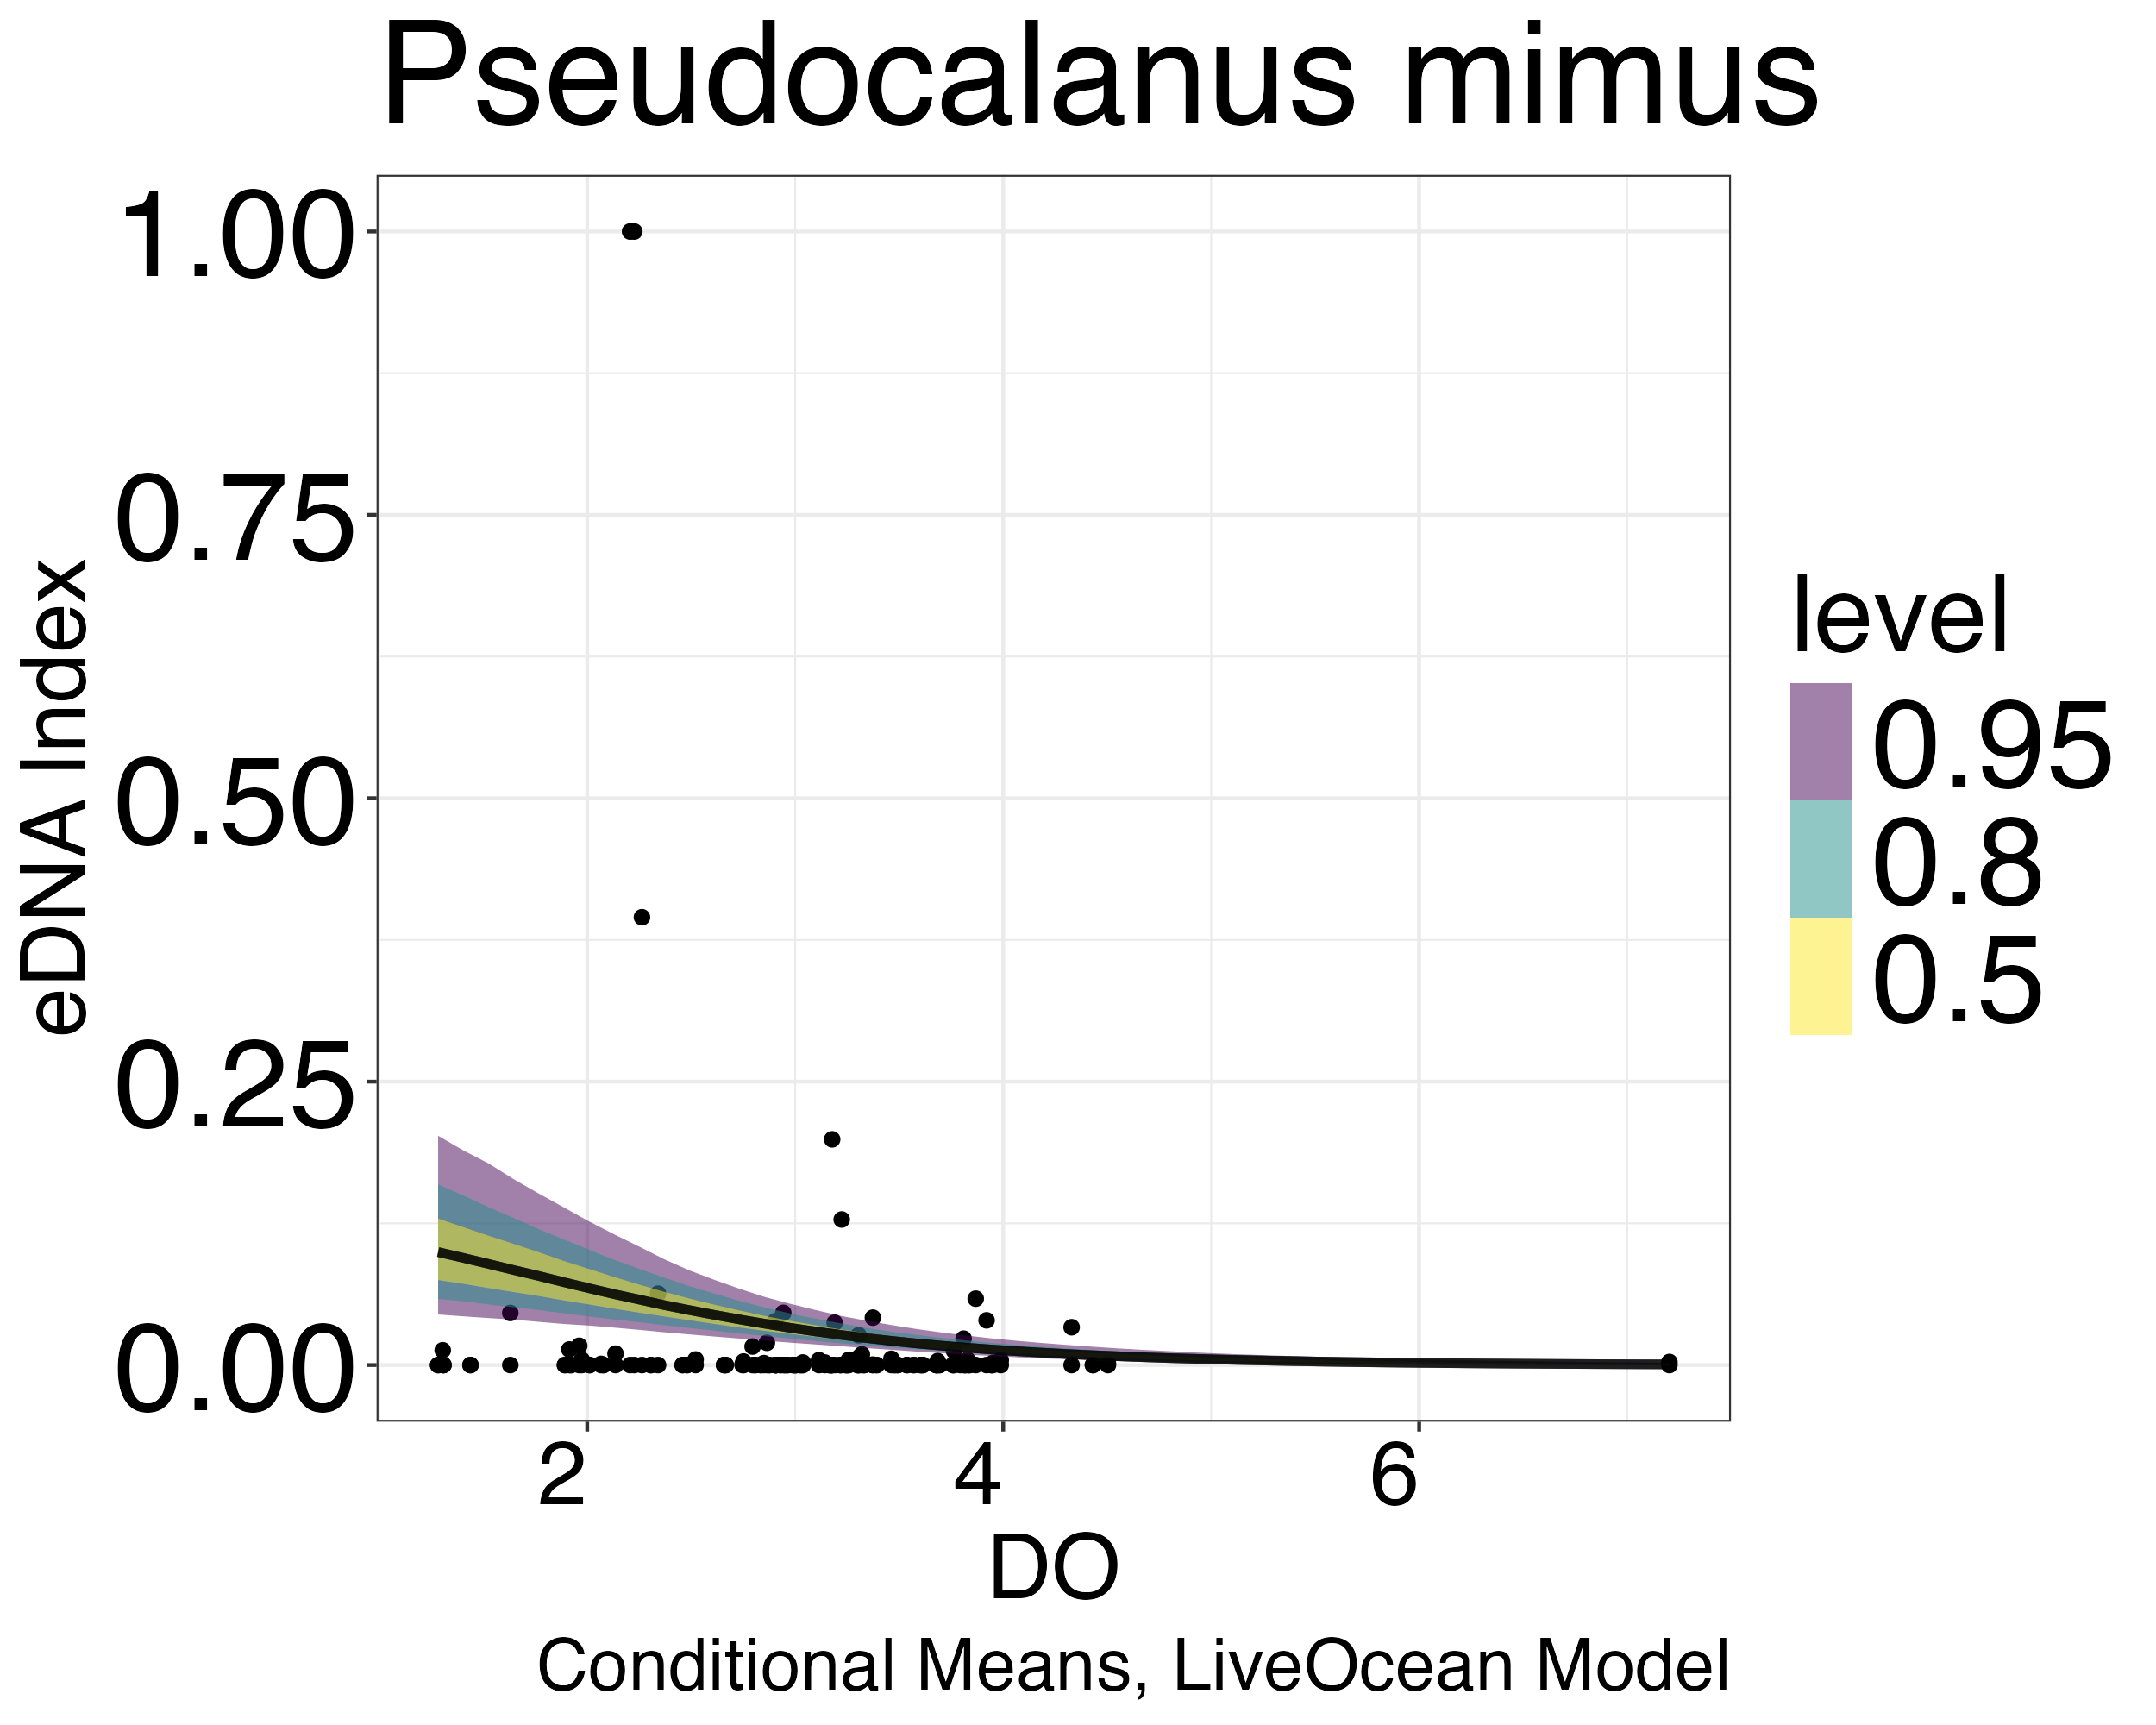 Pseudocalanus mimus
1.00
0.75
0.50
0.25
0.00
eDNA Index
2 4 6
DO
Conditional Means, LiveOcean Model
level
0.95
0.8
0.5